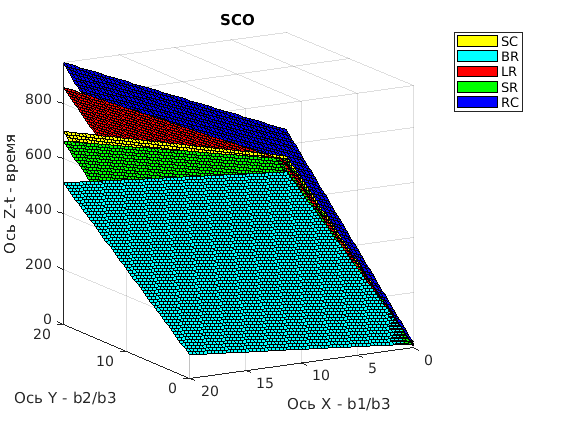 SCO
SC
BR
LR
SR
RC
Ось Z-t - время
800
600
400
200
0
20
10
0
Ось Y - b2/b3
20
15
10
5
0
Ось X - b1/b3